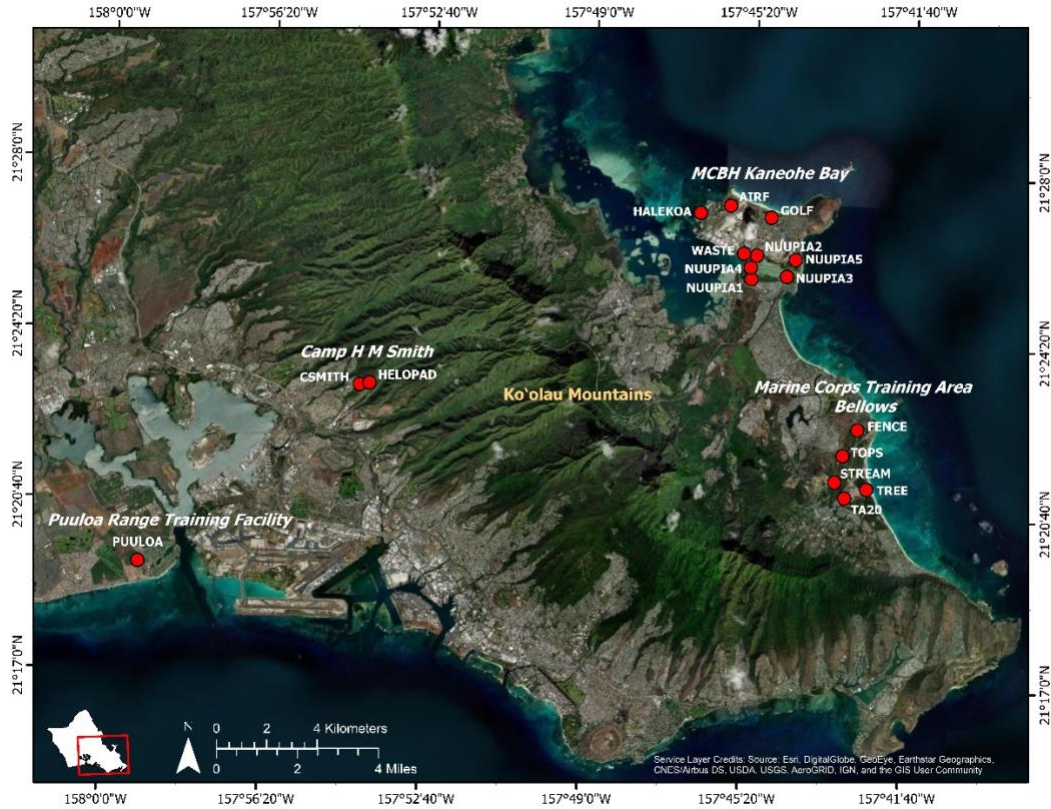 158°0'0"W 157°56'20"W 157°52'40"W 157°49'0"W 157°45'20"W 157°41'40"W
21°28'0"N
21°28'0"N
MCBH Kaneohe Bay
AIRF
HALEKOA
GOLF
WASTE
NUUPIA2
NUUPIA5
NUUPIA4
NUUPIA3
NUUPIA1
21°24'20"N
21°24'20"N
Camp H M Smith
CSMITH
HELOPAD
Ko'olau Mountains
Marine Corps Training Area
Bellows
FENCE
TOPS
STREAM
TREE
TA20
21°20'40"N
21°20'40"N
Puuloa Range Training Facility
PUULOA
21°17'0"N
21°17'0"N
N
0 2 4 Kilometers
0 2 4 Miles
Service Layer Credits: Source: Esri, DigitalGlobe, GeoEye, Earthstar Geographics,
CNES/Airbus DS, USDA, USGS, AeroGRID, IGN, and the GIS User Community
158°0'0"W 157°56'20"W 157°52'40"W 157°49'0"W 157°45'20"W 157°41'40"W